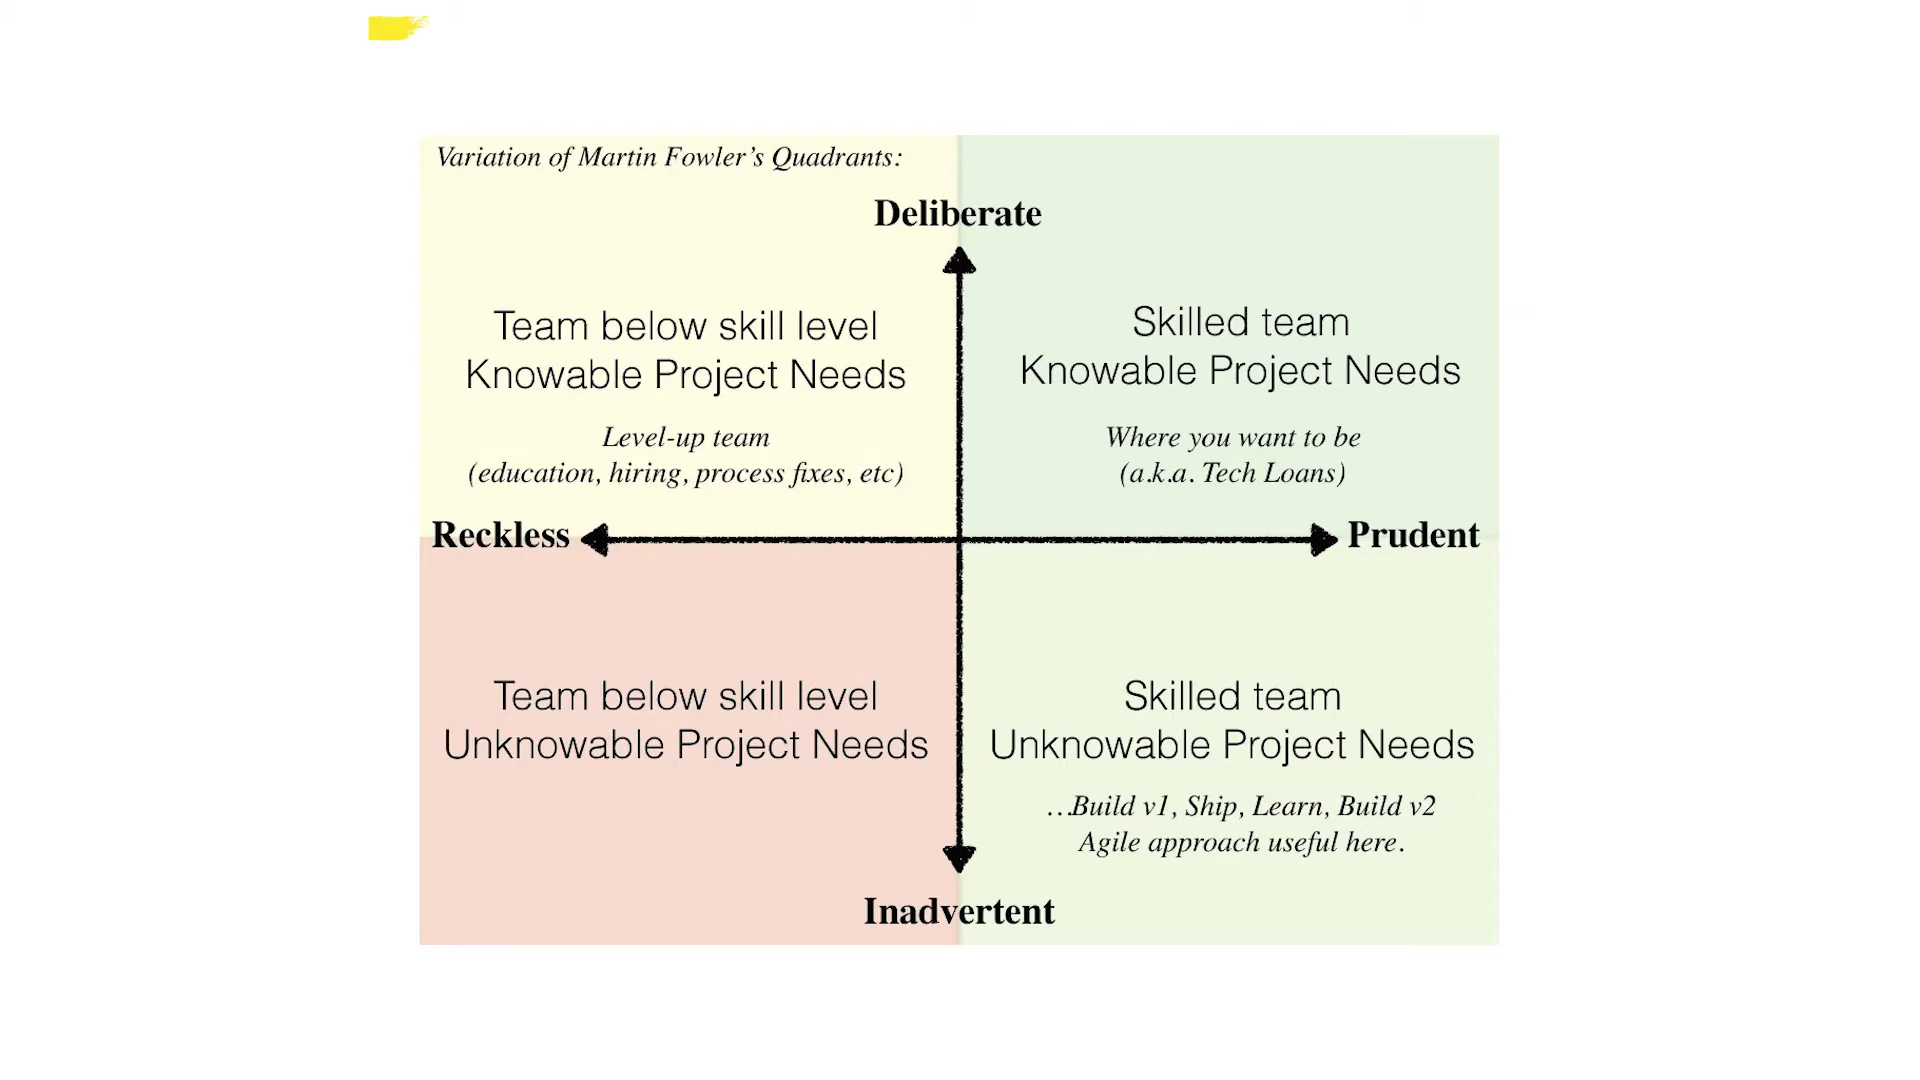 Variation of Martin Fowler’s Quadrants:
Deliberate
Team below skill level
Knowable Project Needs
Level-up team
(education, hiring, process fixes, etc)
Skilled team
Knowable Project Needs
Where you want to be
(a.k.a. Tech Loans)
Reckless
Prudent
Team below skill level
Unknowable Project Needs
Skilled team
Unknowable Project Needs
…Build v1, Ship, Learn, Build v2
Agile approach useful here.
Inadvertent